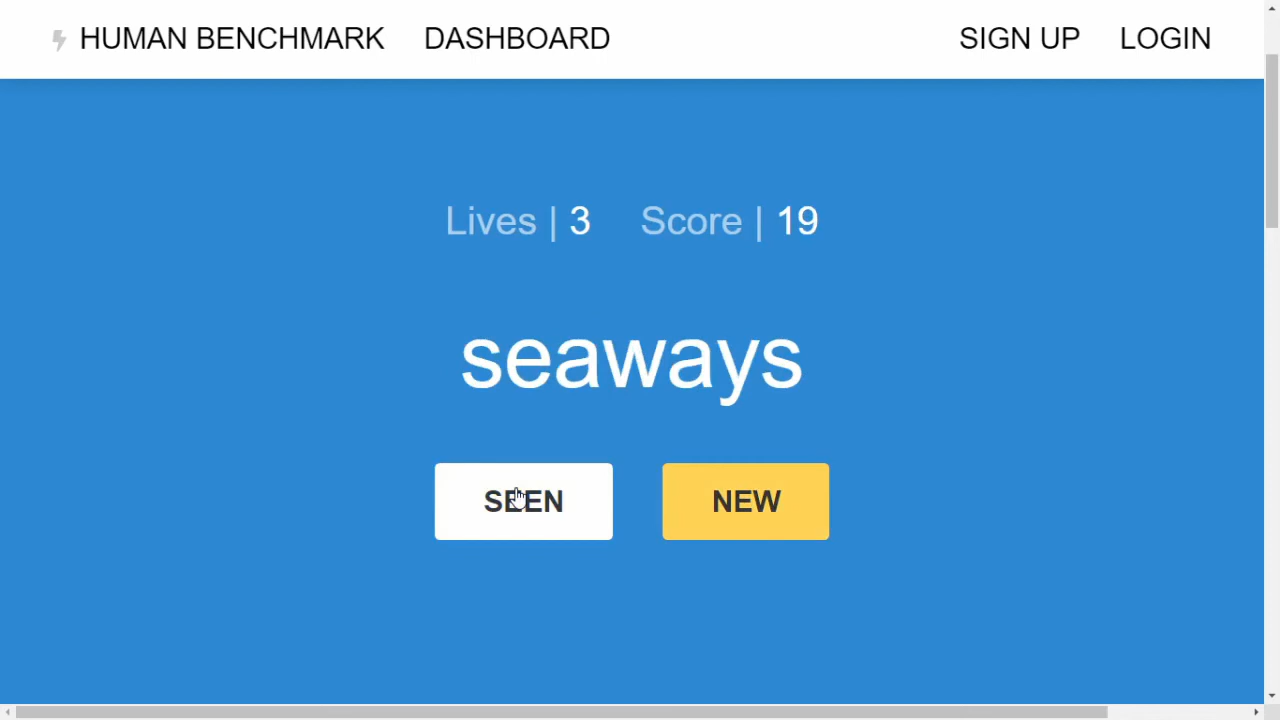 HUMAN BENCHMARK DASHBOARD SIGN UP LOGIN
Lives | 3 Score | 19
seaways
SEEN NEW